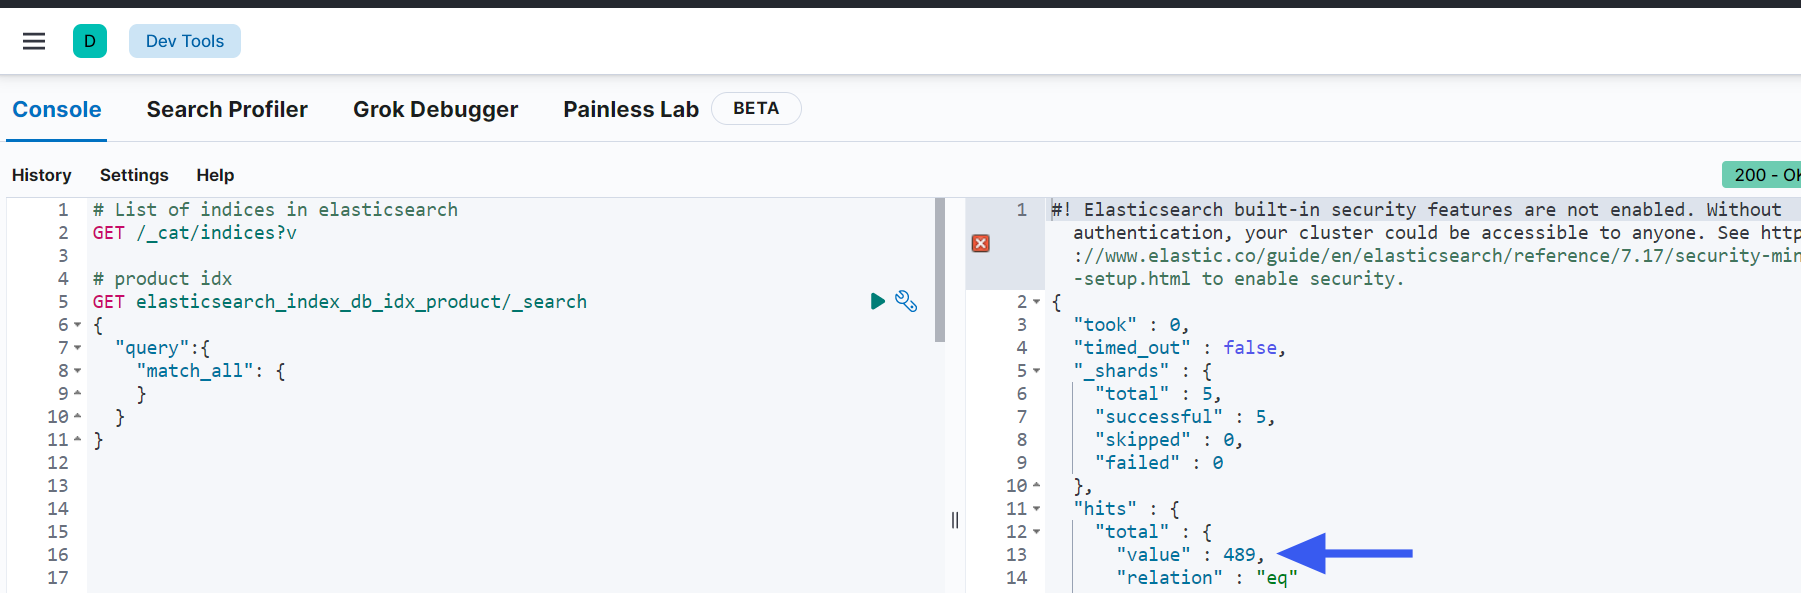 D Dev Tools
Console Search Profiler Grok Debugger Painless Lab BETA
History Settings Help
200 - OK
1 # List of indices in elasticsearch
2 GET /_cat/indices?v
3
4 # product idx
5 GET elasticsearch_index_db_idx_product/_search
6 {
7 "query":{
8 "match_all": {
9 }
10 }
11 }
12
13
14
15
16
17
1 #! Elasticsearch built-in security features are not enabled. Without
authentication, your cluster could be accessible to anyone. See http
://www.elastic.co/guide/en/elasticsearch/reference/7.17/security-min
-setup.html to enable security.
2 {
3 "took" : 0,
4 "timed_out" : false,
5 "_shards" : {
6 "total" : 5,
7 "successful" : 5,
8 "skipped" : 0,
9 "failed" : 0
10 },
11 "hits" : {
12 "total" : {
13 "value" : 489,
14 "relation" : "eq"